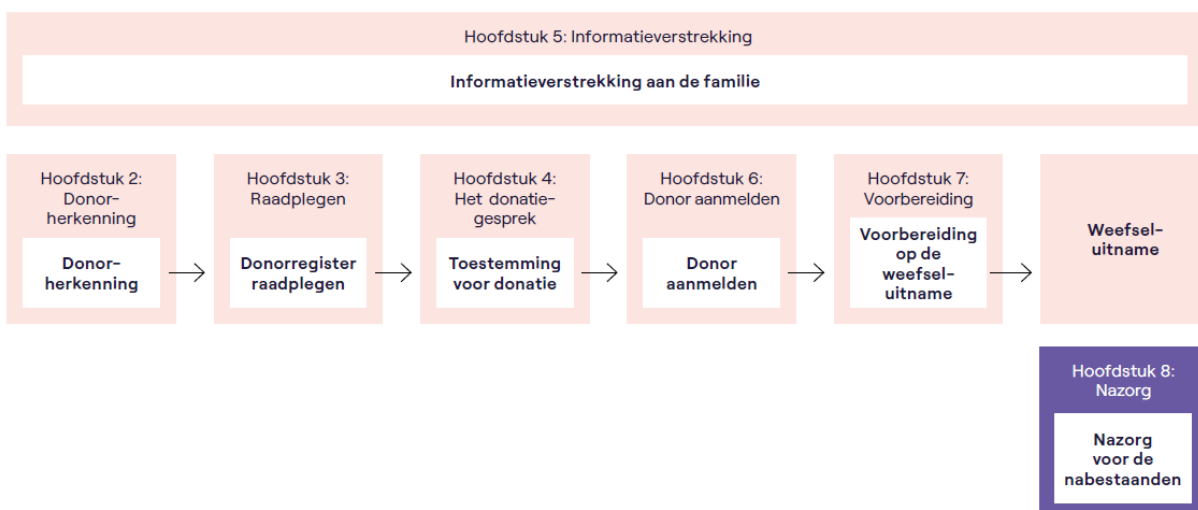 Hoofdstuk 5: Informatieverstrekking
Informatieverstrekking aan de familie
Hoofdstuk 2:
Donor-
herkenning
Donor-
herkenning
Hoofdstuk 3:
Raadplegen
Donorregister
raadplegen
Hoofdstuk 4:
Het donatie-
gesprek
Toestemming
voor donatie
Hoofdstuk 6:
Donor aanmelden
Donor
aanmelden
Hoofdstuk 7:
Voorbereiding
Voorbereiding
op de
weefsel-
uitname
Weefsel-
uitname
Hoofdstuk 8:
Nazorg
Nazorg
voor de
nabestaanden